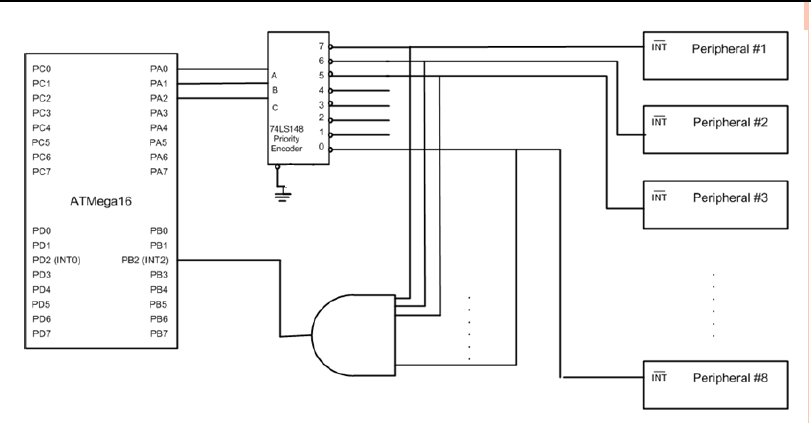 PC0 PA0
PC1 PA1
PC2 PA2
PC3 PA3
PC4 PA4
PC5 PA5
PC6 PA6
PC7 PA7
ATMega16
PD0 PB0
PD1 PB1
PD2 (INT0) PB2 (INT2)
PD3 PB3
PD4 PB4
PD5 PB5
PD6 PB6
PD7 PB7
7
6
A 5
B 4
C 3
2
74LS148
Priority 1
Encoder 0
INT Peripheral #1
INT Peripheral #2
INT Peripheral #3
INT Peripheral #8